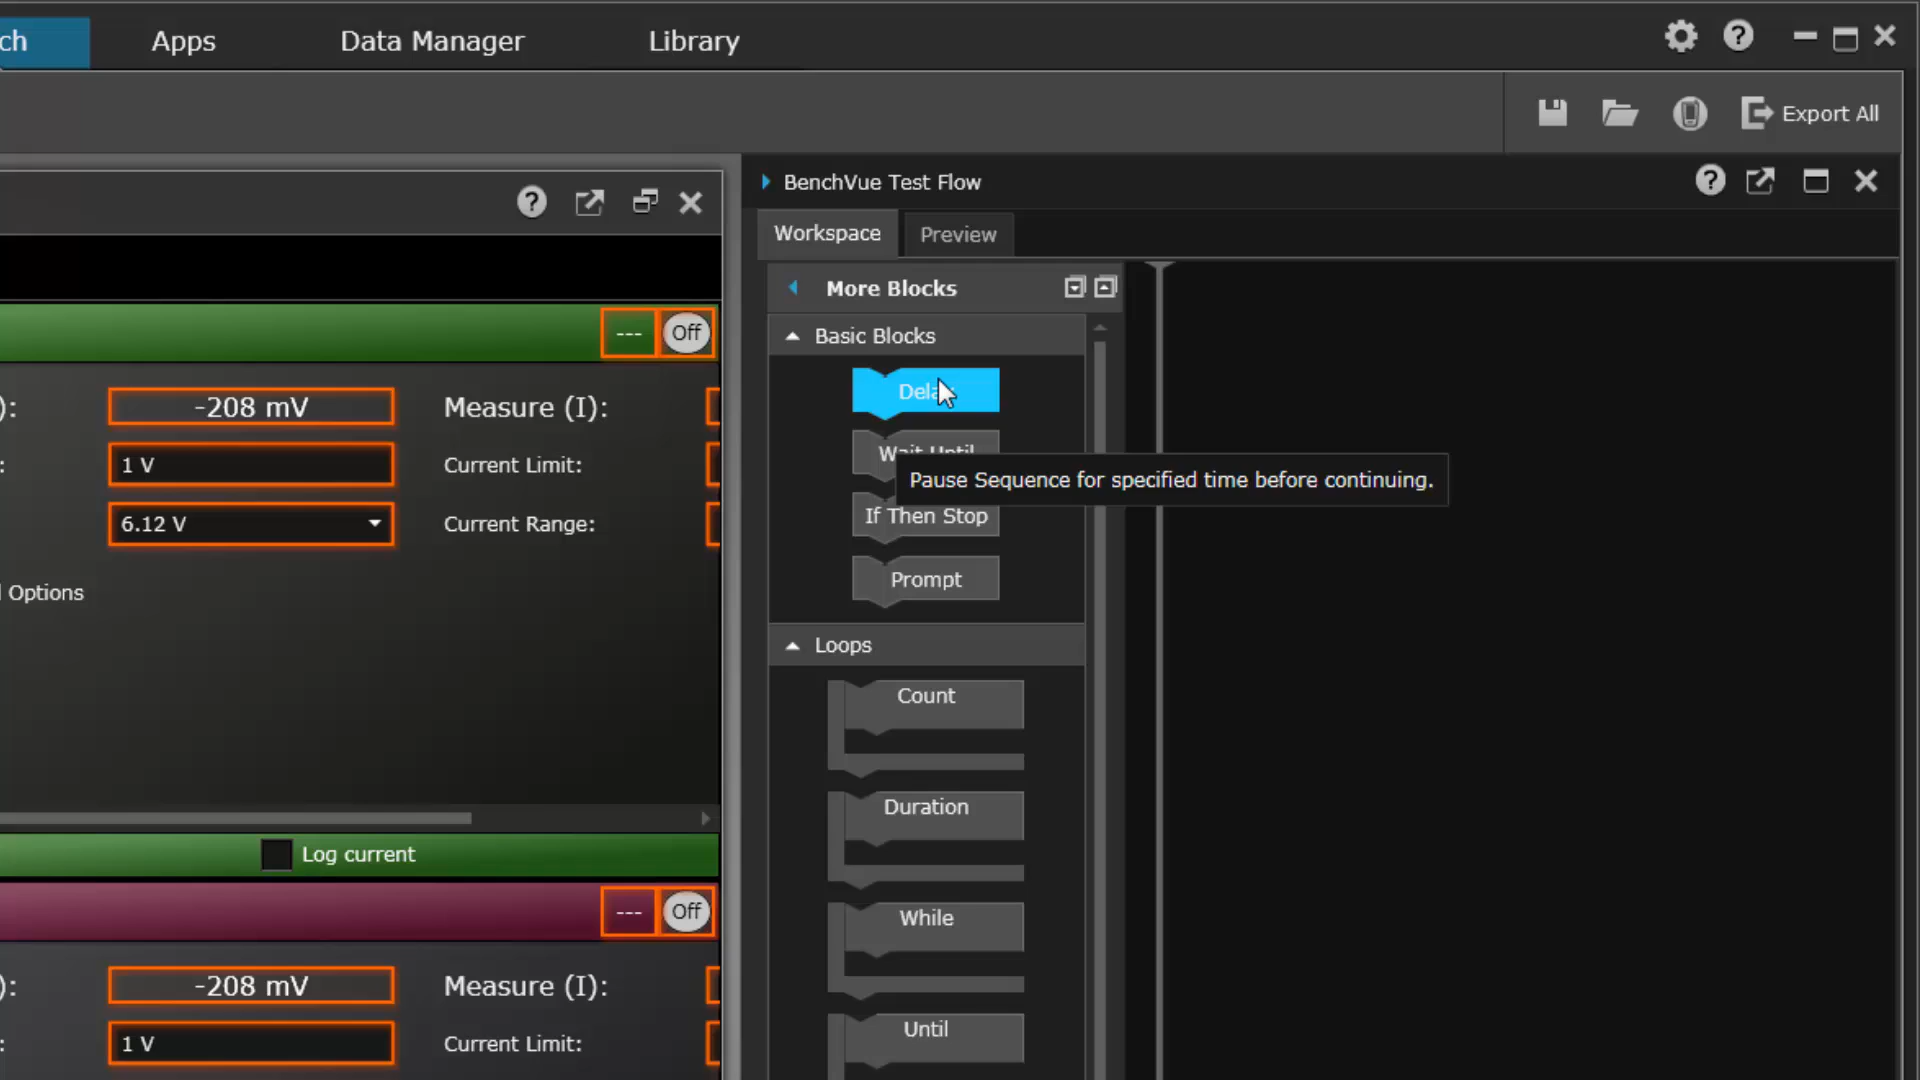 ch
Apps
Data Manager
Library
Export All
BenchVue Test Flow
Workspace
Preview
More Blocks
Basic Blocks
Pause Sequence for specified time before continuing.
If Then Stop
Prompt
Loops
Count
Duration
While
Until
--- Off
): -208 mV Measure (I):
: 1 V Current Limit:
6.12 V Current Range:
Options
Log current
--- Off
): -208 mV Measure (I):
: 1 V Current Limit: